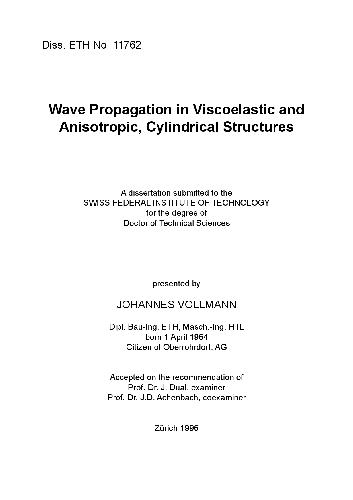 Diss. ETH No. 11762
Wave Propagation in Viscoelastic and
Anisotropic, Cylindrical Structures
A dissertation submitted to the
SWISS FEDERAL INSTITUTE OF TECHNOLOGY
for the degree of
Doctor of Technical Sciences
presented by
JOHANNES VOLLMANN
Dipl. Bau-Ing. ETH, Masch.-Ing. HTL
born 1 April 1964
Citizen of Oberrohrdorf, AG
Accepted on the recommendation of
Prof. Dr. J. Dual, examiner
Prof. Dr. J.D. Achenbach, coexaminer
Zürich 1996